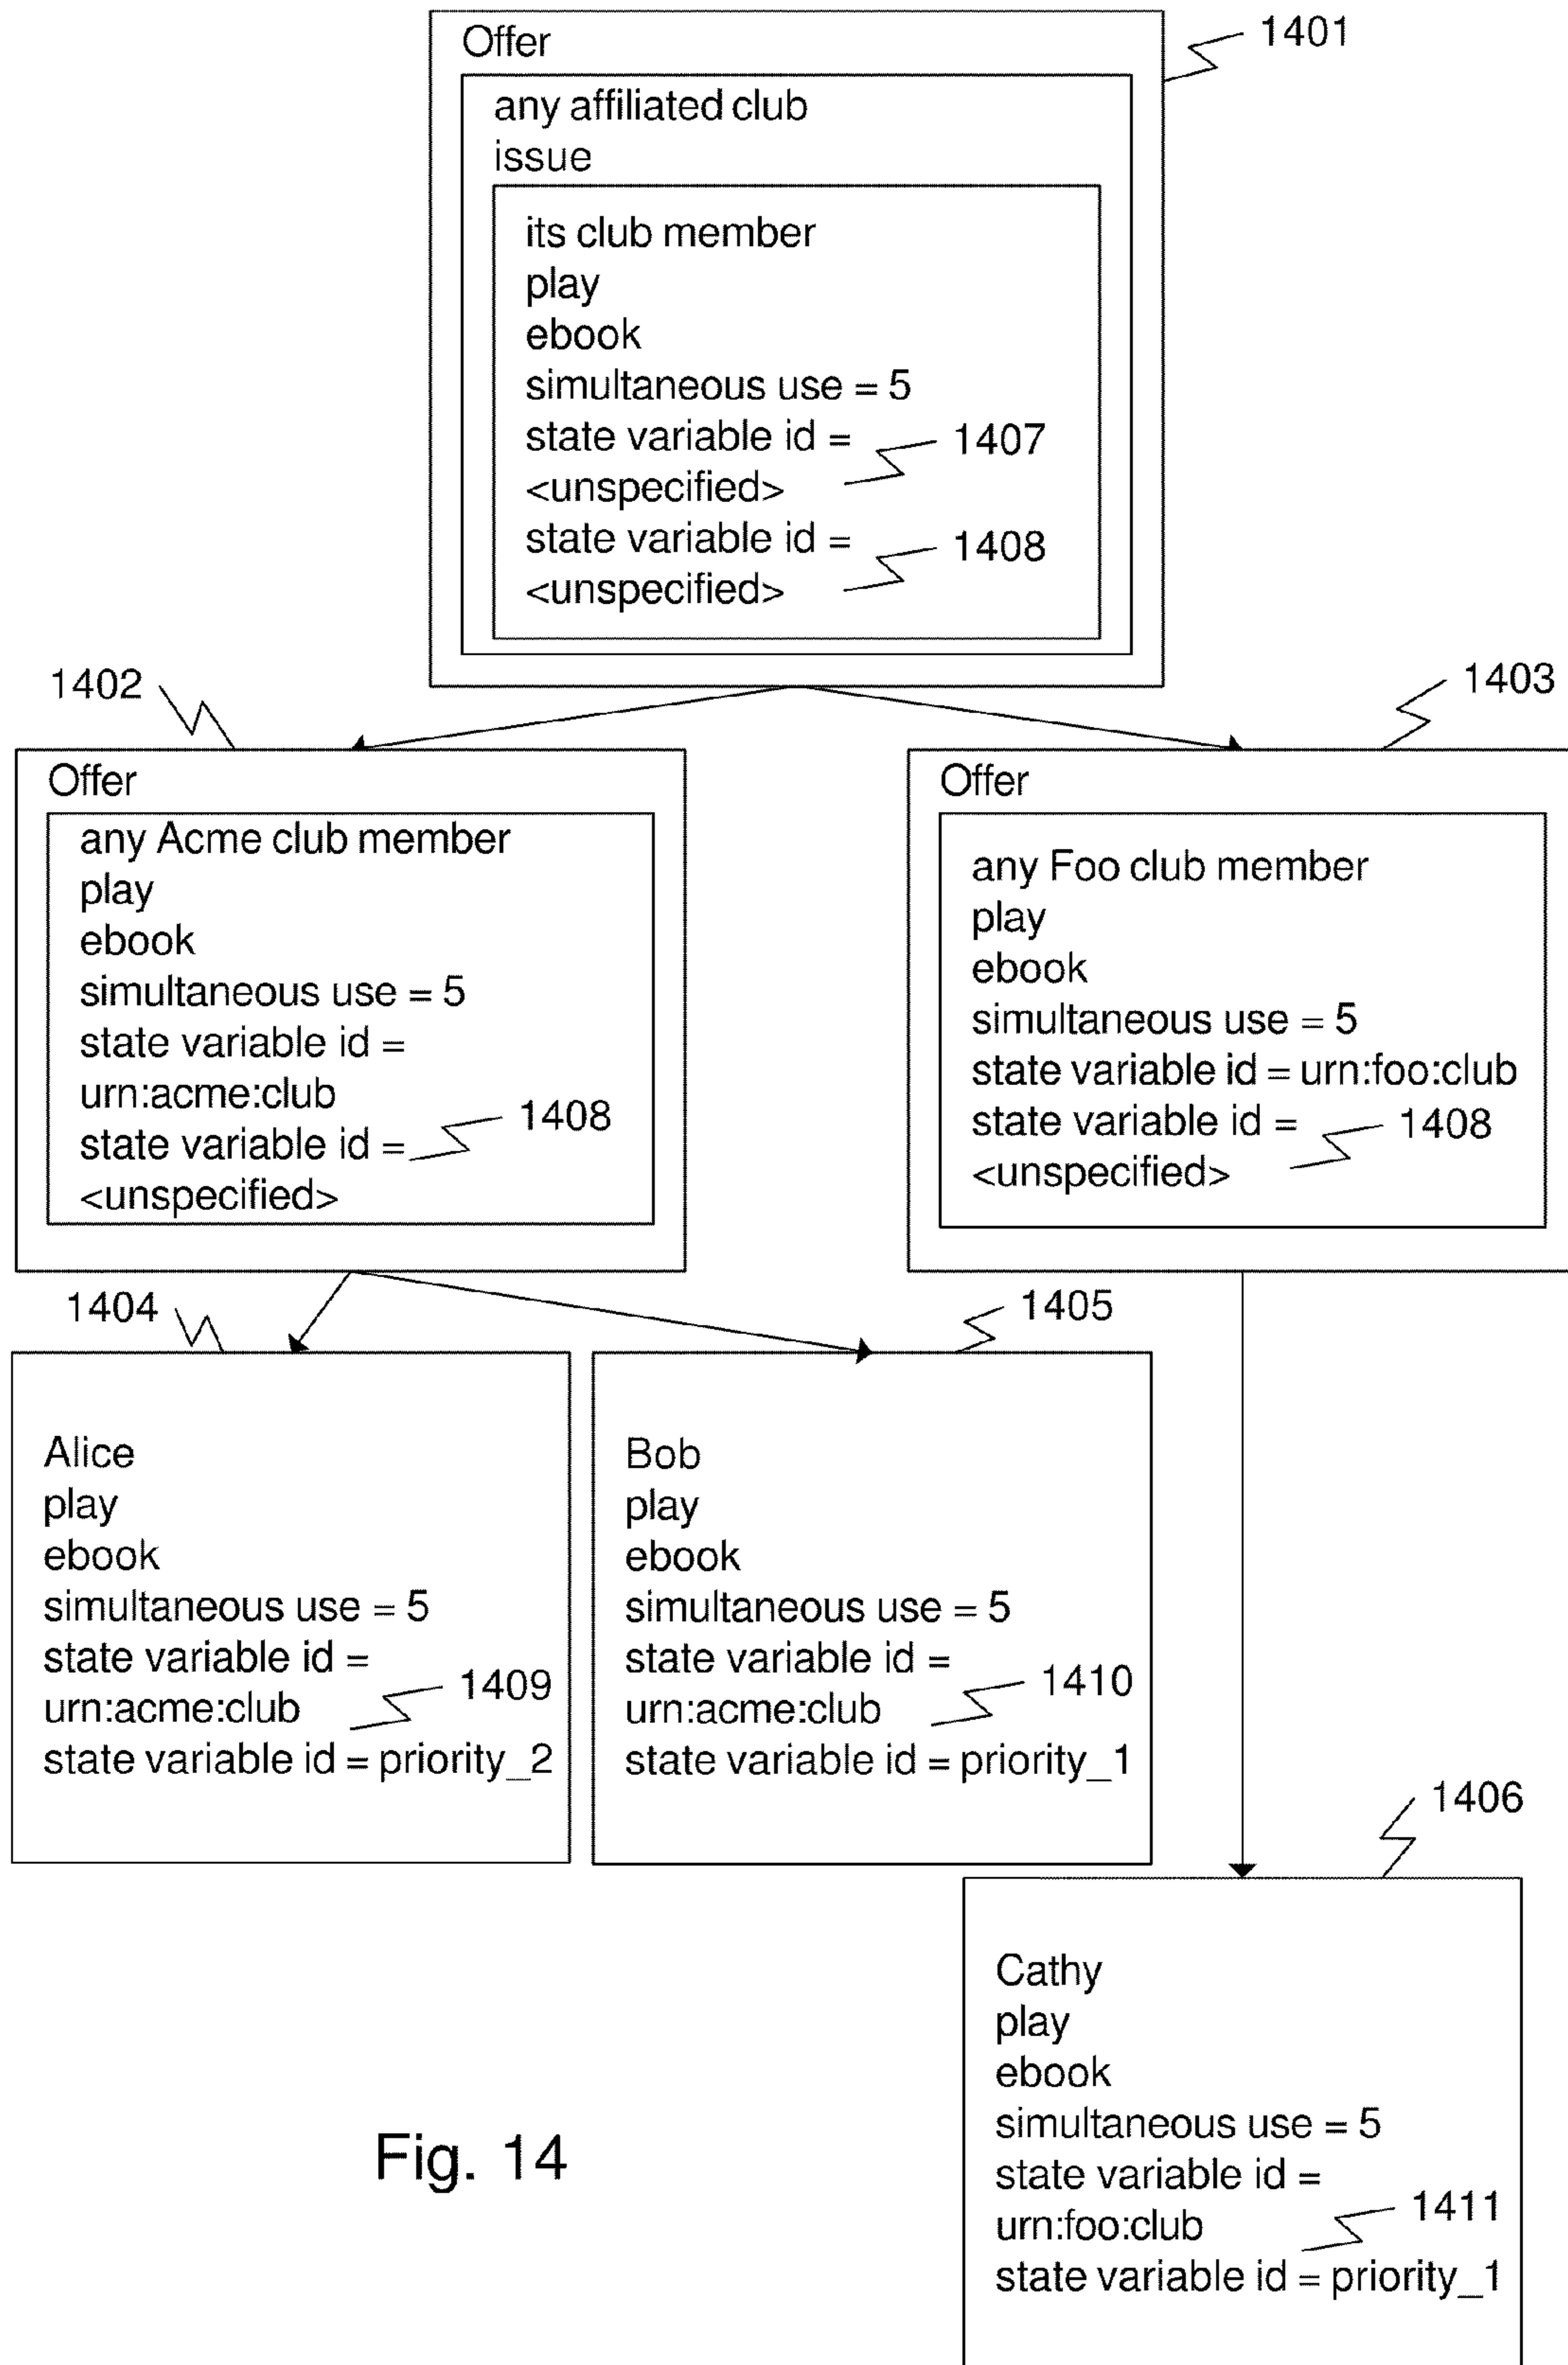 Offer
1401
any affiliated club
issue
its club member
play
ebook
simultaneous use = 5
state variable id =
1407
<unspecified>
state variable id =
1408
<unspecified>
1402
1403
Offer
any Acme club member
play
ebook
simultaneous use = 5
state variable id =
urn:acme:club
1408
state variable id =
<unspecified>
Offer
any Foo club member
play
ebook
simultaneous use = 5
state variable id = urn:foo:club
state variable id =
1408
<unspecified>
1404
Alice
play
ebook
simultaneous use = 5
state variable id =
1409
urn:acme:club
state variable id = priority_2
1405
Bob
play
ebook
simultaneous use = 5
state variable id =
1410
urn:acme:club
state variable id = priority_1
1406
Cathy
play
ebook
simultaneous use = 5
state variable id =
1411
urn:foo:club
state variable id = priority_1
Fig. 14